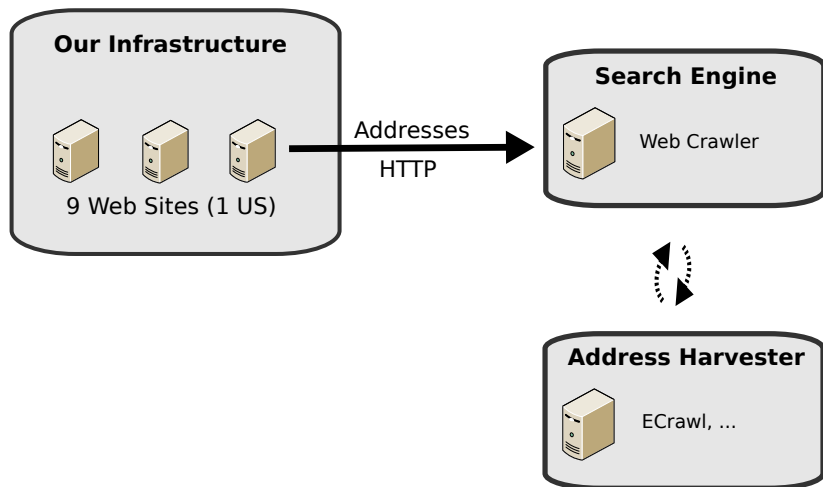 Our Infrastructure
9 Web Sites (1 US)
Addresses
HTTP
Search Engine
Web Crawler
Address Harvester
ECrawl, ...